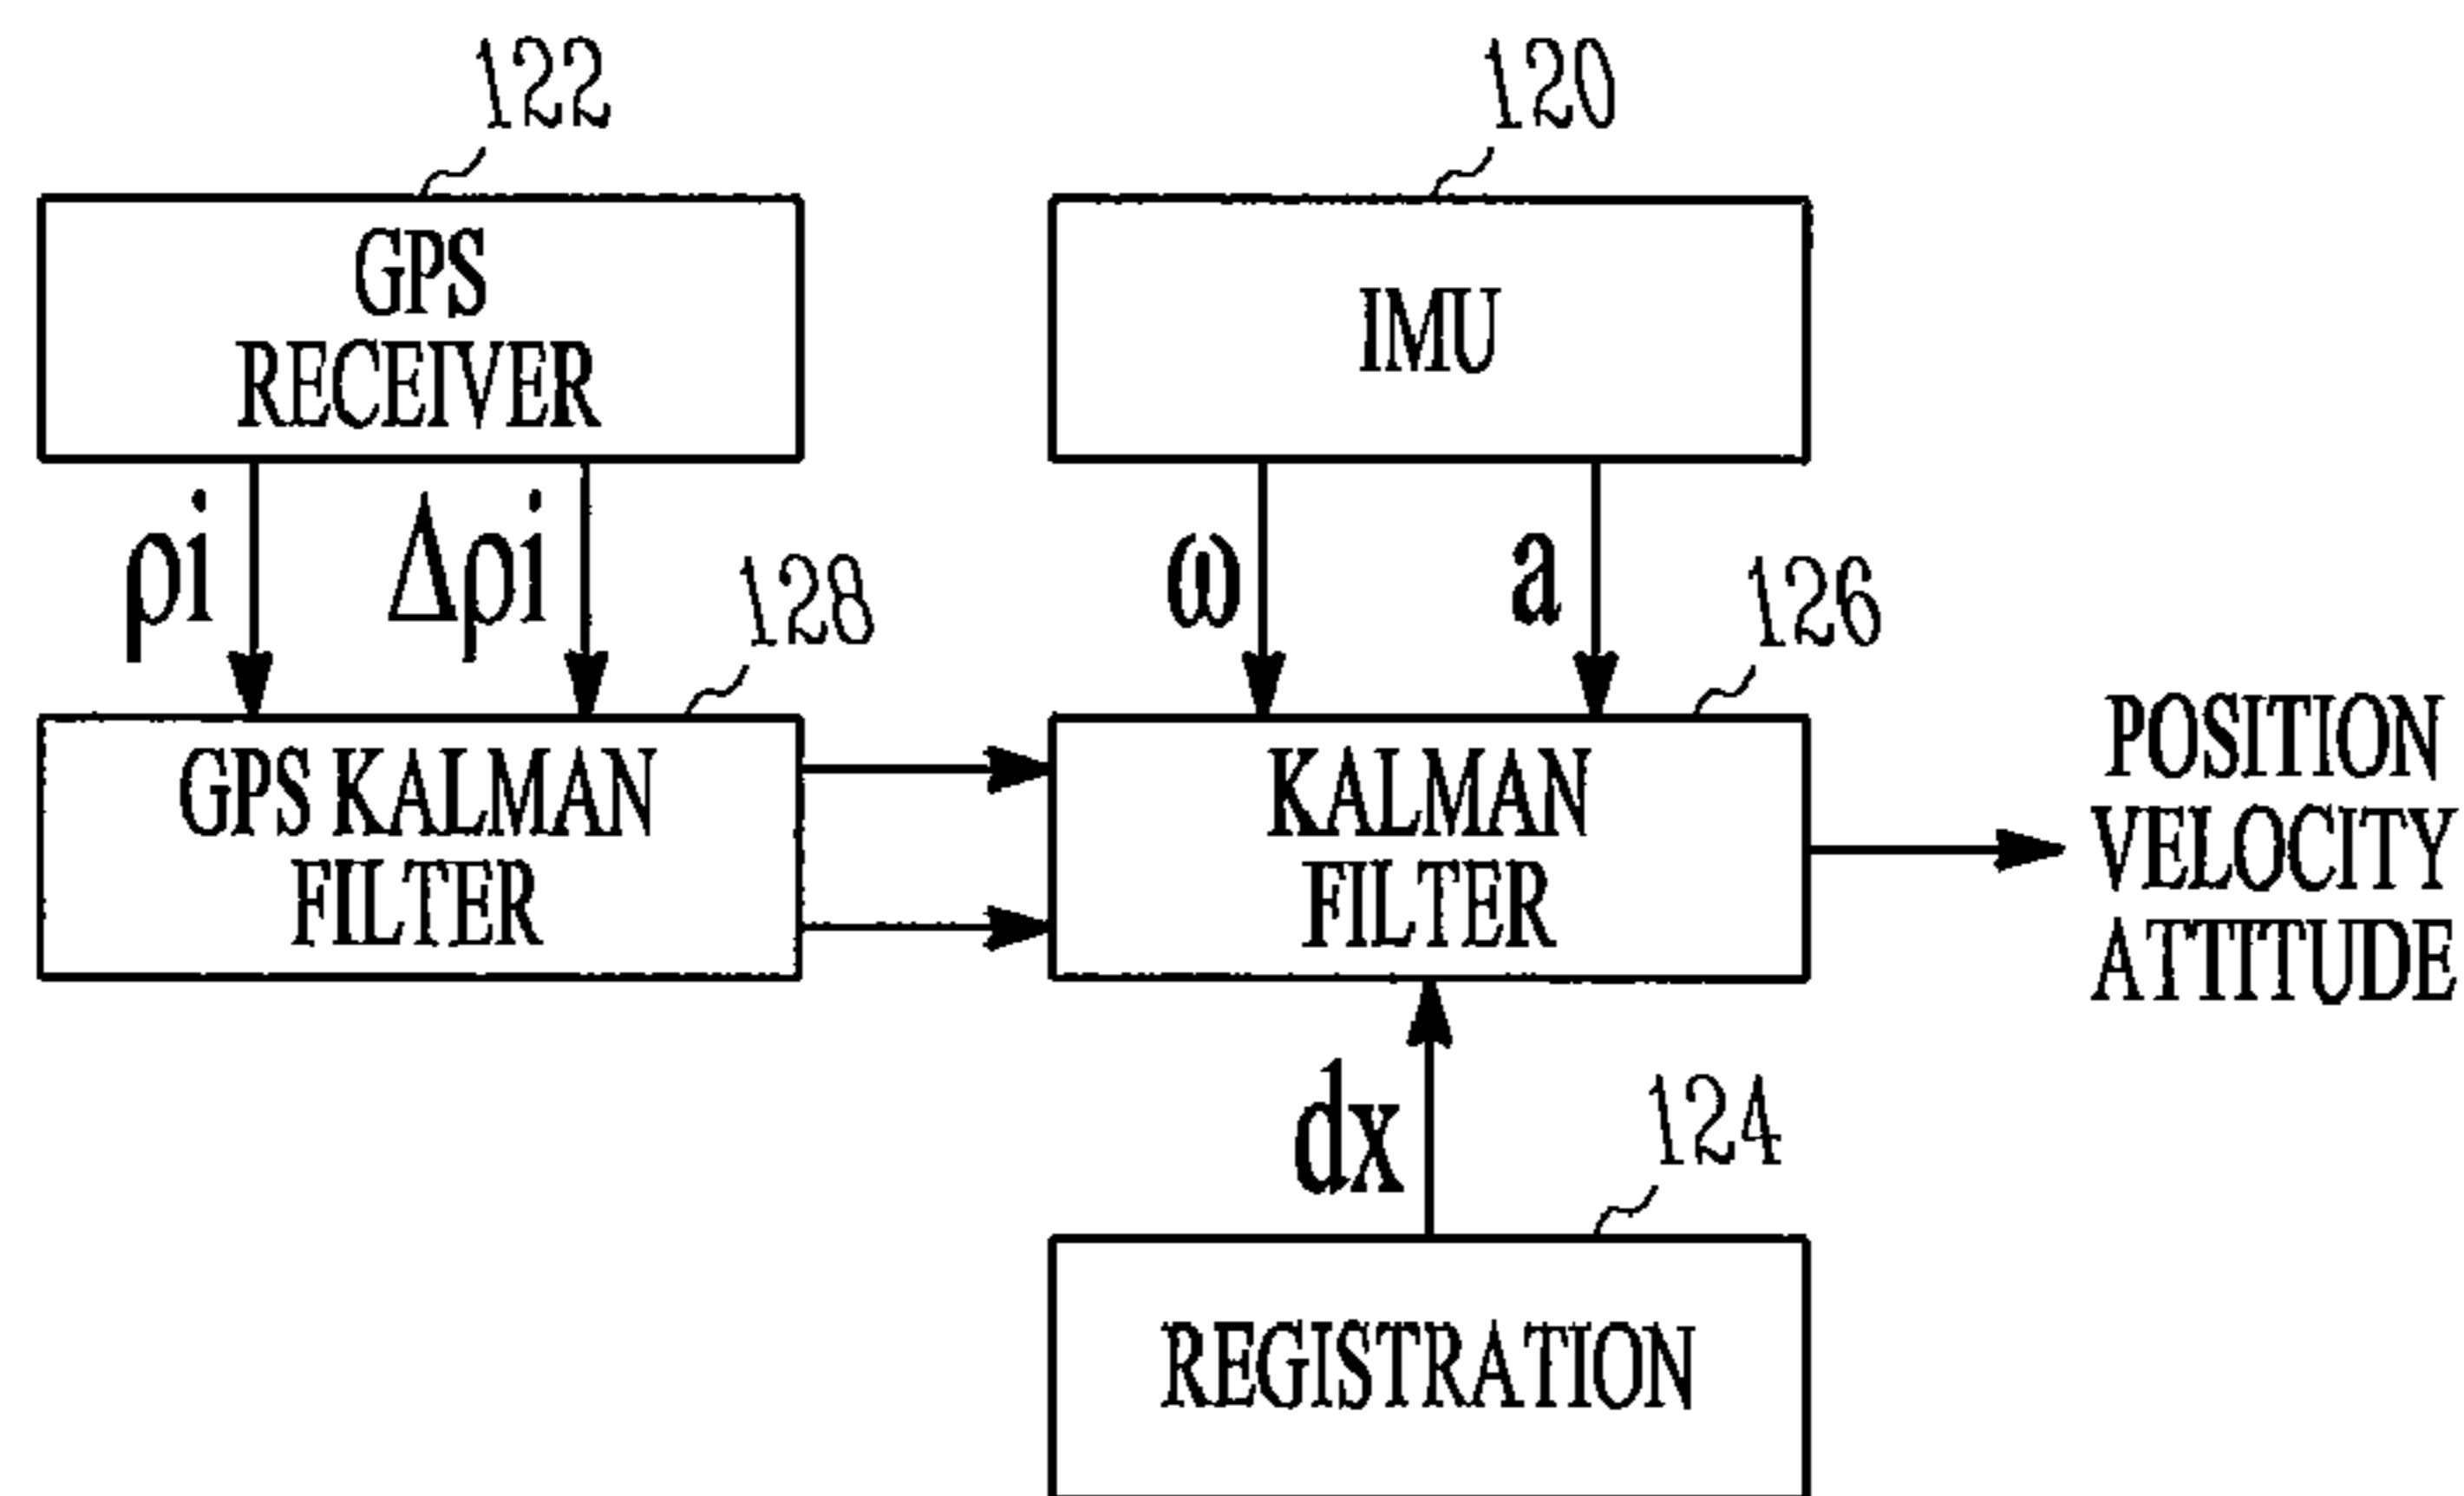 122
120
GPS
RECEIVER
IMU
ρi
Δρi
128
ω
a
126
GPS KALMAN
FILTER
KALMAN
FILTER
POSITION
VELOCITY
ATTITUDE
dx
124
REGISTRATION